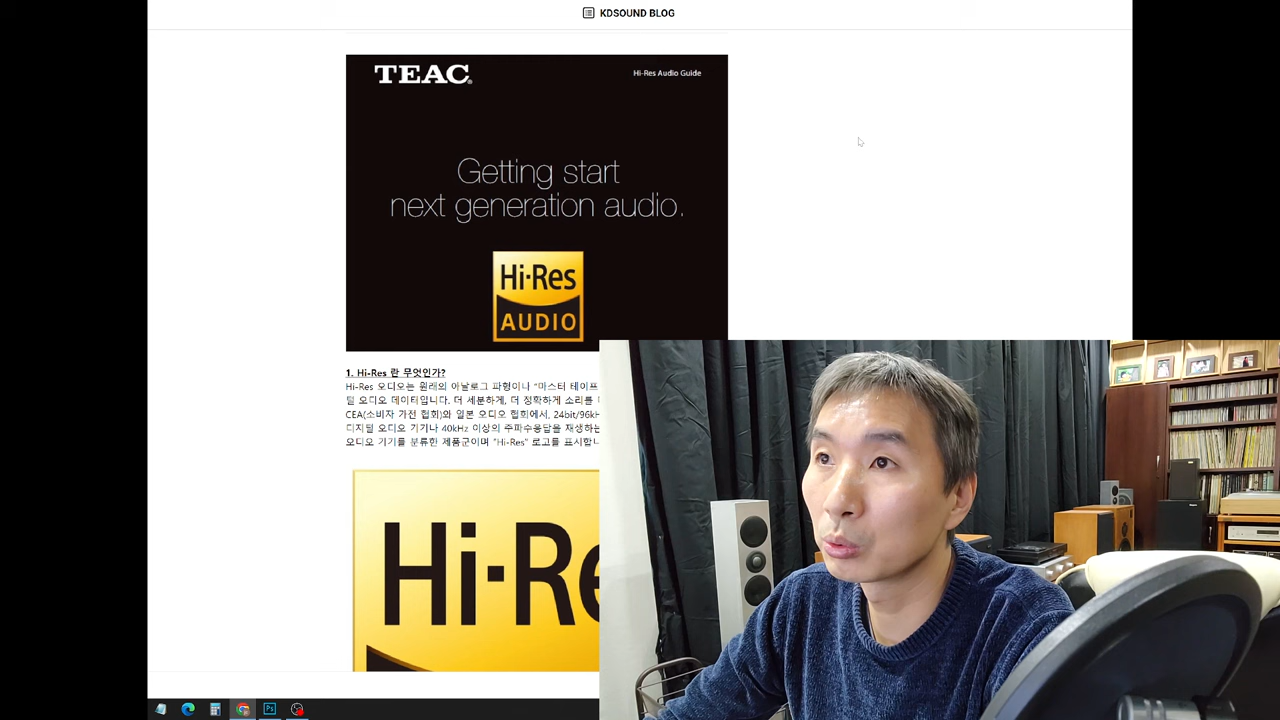 KDSOUND BLOG
TEAC
Hi-Res Audio Guide
Getting start
next generation audio.
Hi-Res
AUDIO
1. Hi-Res 란 무엇인가?
Hi-Res 오디오는 원래의 아날로그 파형이나 "마스터 테이프
털 오디오 데이터입니다. 더 세분하게, 더 정확하게 소리를
CEA(소비자 가전 협회)와 일본 오디오 협회에서, 24bit/96kH
디지털 오디오 기기나 40kHz 이상의 주파수응답을 재생하는
오디오 기기를 분류한 제품군이며 "Hi-Res" 로고를 표시합니
Hi-Re
Ps